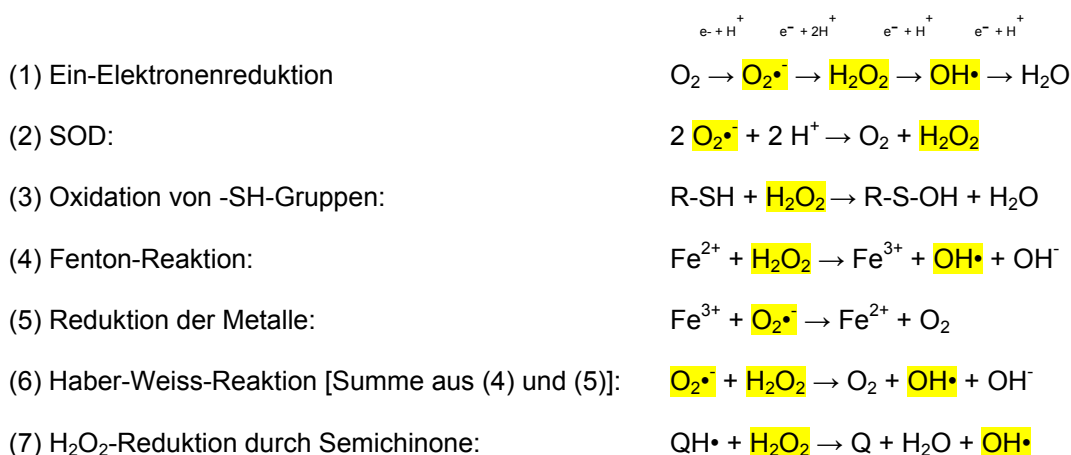 e- + H⁺ e⁻ + 2H⁺ e⁻ + H⁺ e⁻ + H⁺
(1) Ein-Elektronenreduktion O₂ → O₂•⁻ → H₂O₂ → OH• → H₂O
(2) SOD: 2 O₂•⁻ + 2 H⁺ → O₂ + H₂O₂
(3) Oxidation von -SH-Gruppen: R-SH + H₂O₂ → R-S-OH + H₂O
(4) Fenton-Reaktion: Fe²⁺ + H₂O₂ → Fe³⁺ + OH• + OH⁻
(5) Reduktion der Metalle: Fe³⁺ + O₂•⁻ → Fe²⁺ + O₂
(6) Haber-Weiss-Reaktion [Summe aus (4) und (5)]: O₂•⁻ + H₂O₂ → O₂ + OH• + OH⁻
(7) H₂O₂-Reduktion durch Semichinone: QH• + H₂O₂ → Q + H₂O + OH•